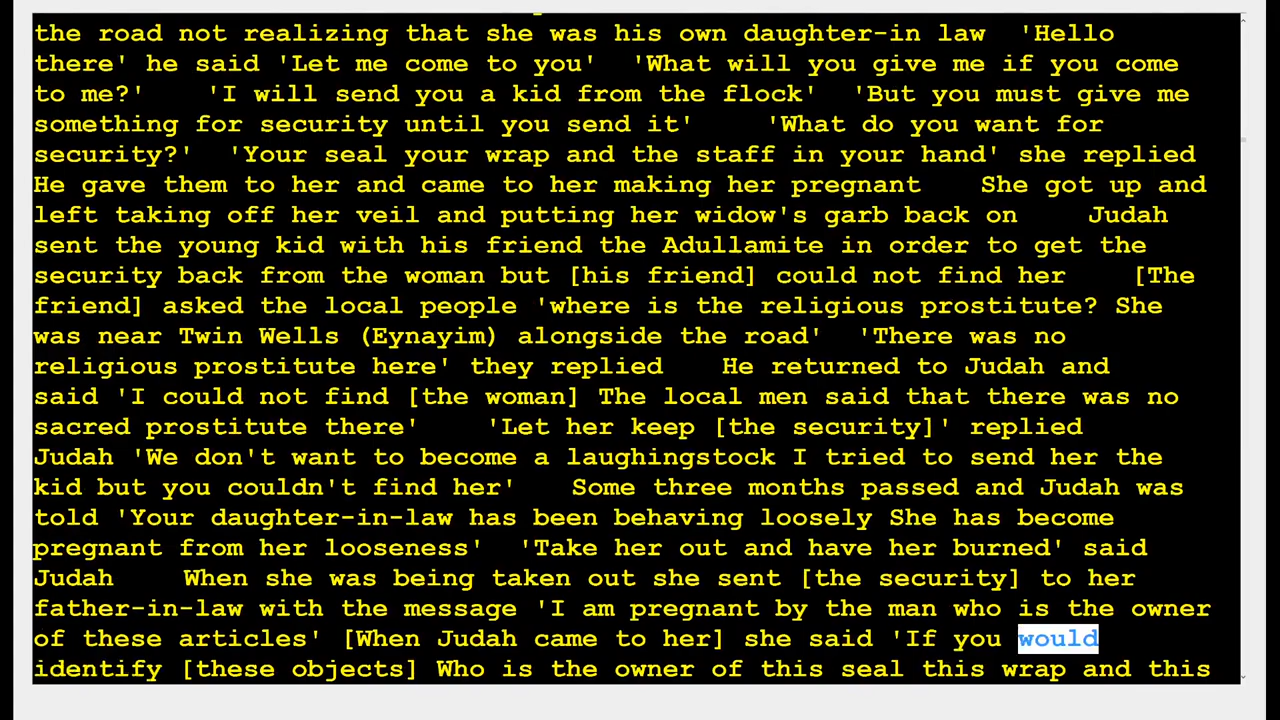 the road not realizing that she was his own daughter-in law 'Hello
there' he said 'Let me come to you' 'What will you give me if you come
to me?' 'I will send you a kid from the flock' 'But you must give me
something for security until you send it' 'What do you want for
security?' 'Your seal your wrap and the staff in your hand' she replied
He gave them to her and came to her making her pregnant She got up and
left taking off her veil and putting her widow's garb back on Judah
sent the young kid with his friend the Adullamite in order to get the
security back from the woman but [his friend] could not find her [The
friend] asked the local people 'where is the religious prostitute? She
was near Twin Wells (Eynayim) alongside the road' 'There was no
religious prostitute here' they replied He returned to Judah and
said 'I could not find [the woman] The local men said that there was no
sacred prostitute there' 'Let her keep [the security]' replied
Judah 'We don't want to become a laughingstock I tried to send her the
kid but you couldn't find her' Some three months passed and Judah was
told 'Your daughter-in-law has been behaving loosely She has become
pregnant from her looseness' 'Take her out and have her burned' said
Judah When she was being taken out she sent [the security] to her
father-in-law with the message 'I am pregnant by the man who is the owner
of these articles' [When Judah came to her] she said 'If you would
identify [these objects] Who is the owner of this seal this wrap and this